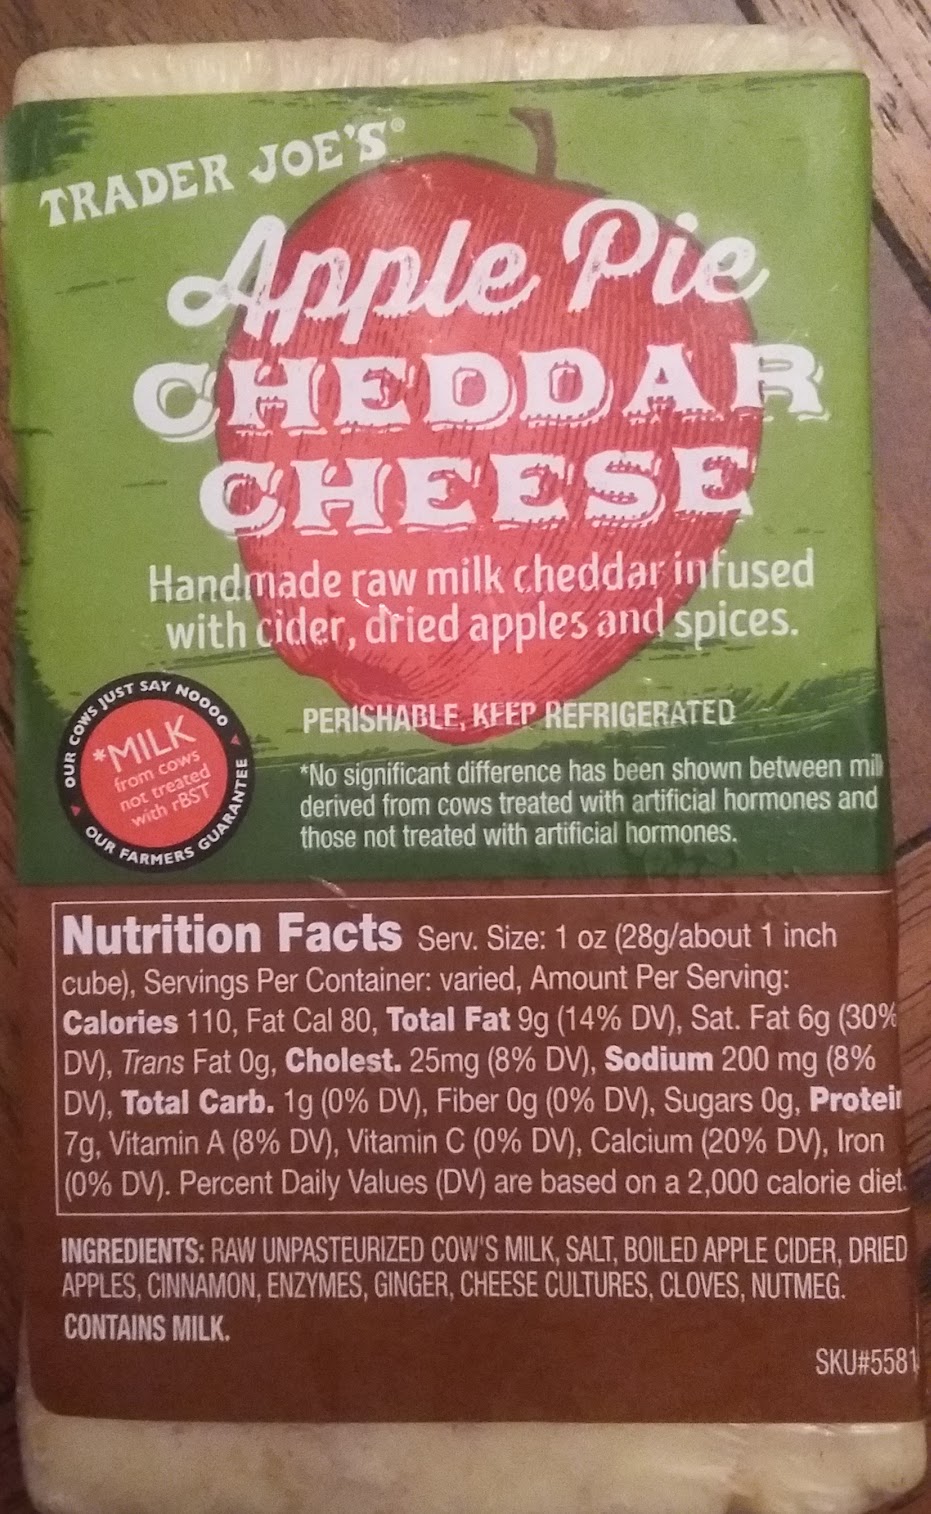 TRADER JOE'S®
Apple Pie
CHEDDAR
CHEESE
Handmade raw milk cheddar infused
with cider, dried apples and spices.
OUR COWS JUST SAY NOOOO
*MILK
from cows
not treated
with rBST
OUR FARMERS GUARANTEE
PERISHABLE, KEEP REFRIGERATED
*No significant difference has been shown between mil
derived from cows treated with artificial hormones and
those not treated with artificial hormones.
Nutrition Facts Serv. Size: 1 oz (28g/about 1 inch
cube), Servings Per Container: varied, Amount Per Serving:
Calories 110, Fat Cal 80, Total Fat 9g (14% DV), Sat. Fat 6g (30%
DV), Trans Fat 0g, Cholest. 25mg (8% DV), Sodium 200 mg (8%
DV), Total Carb. 1g (0% DV), Fiber 0g (0% DV), Sugars 0g, Protein
7g, Vitamin A (8% DV), Vitamin C (0% DV), Calcium (20% DV), Iron
(0% DV). Percent Daily Values (DV) are based on a 2,000 calorie diet.
INGREDIENTS: RAW UNPASTEURIZED COW'S MILK, SALT, BOILED APPLE CIDER, DRIED
APPLES, CINNAMON, ENZYMES, GINGER, CHEESE CULTURES, CLOVES, NUTMEG.
CONTAINS MILK.
SKU#5581